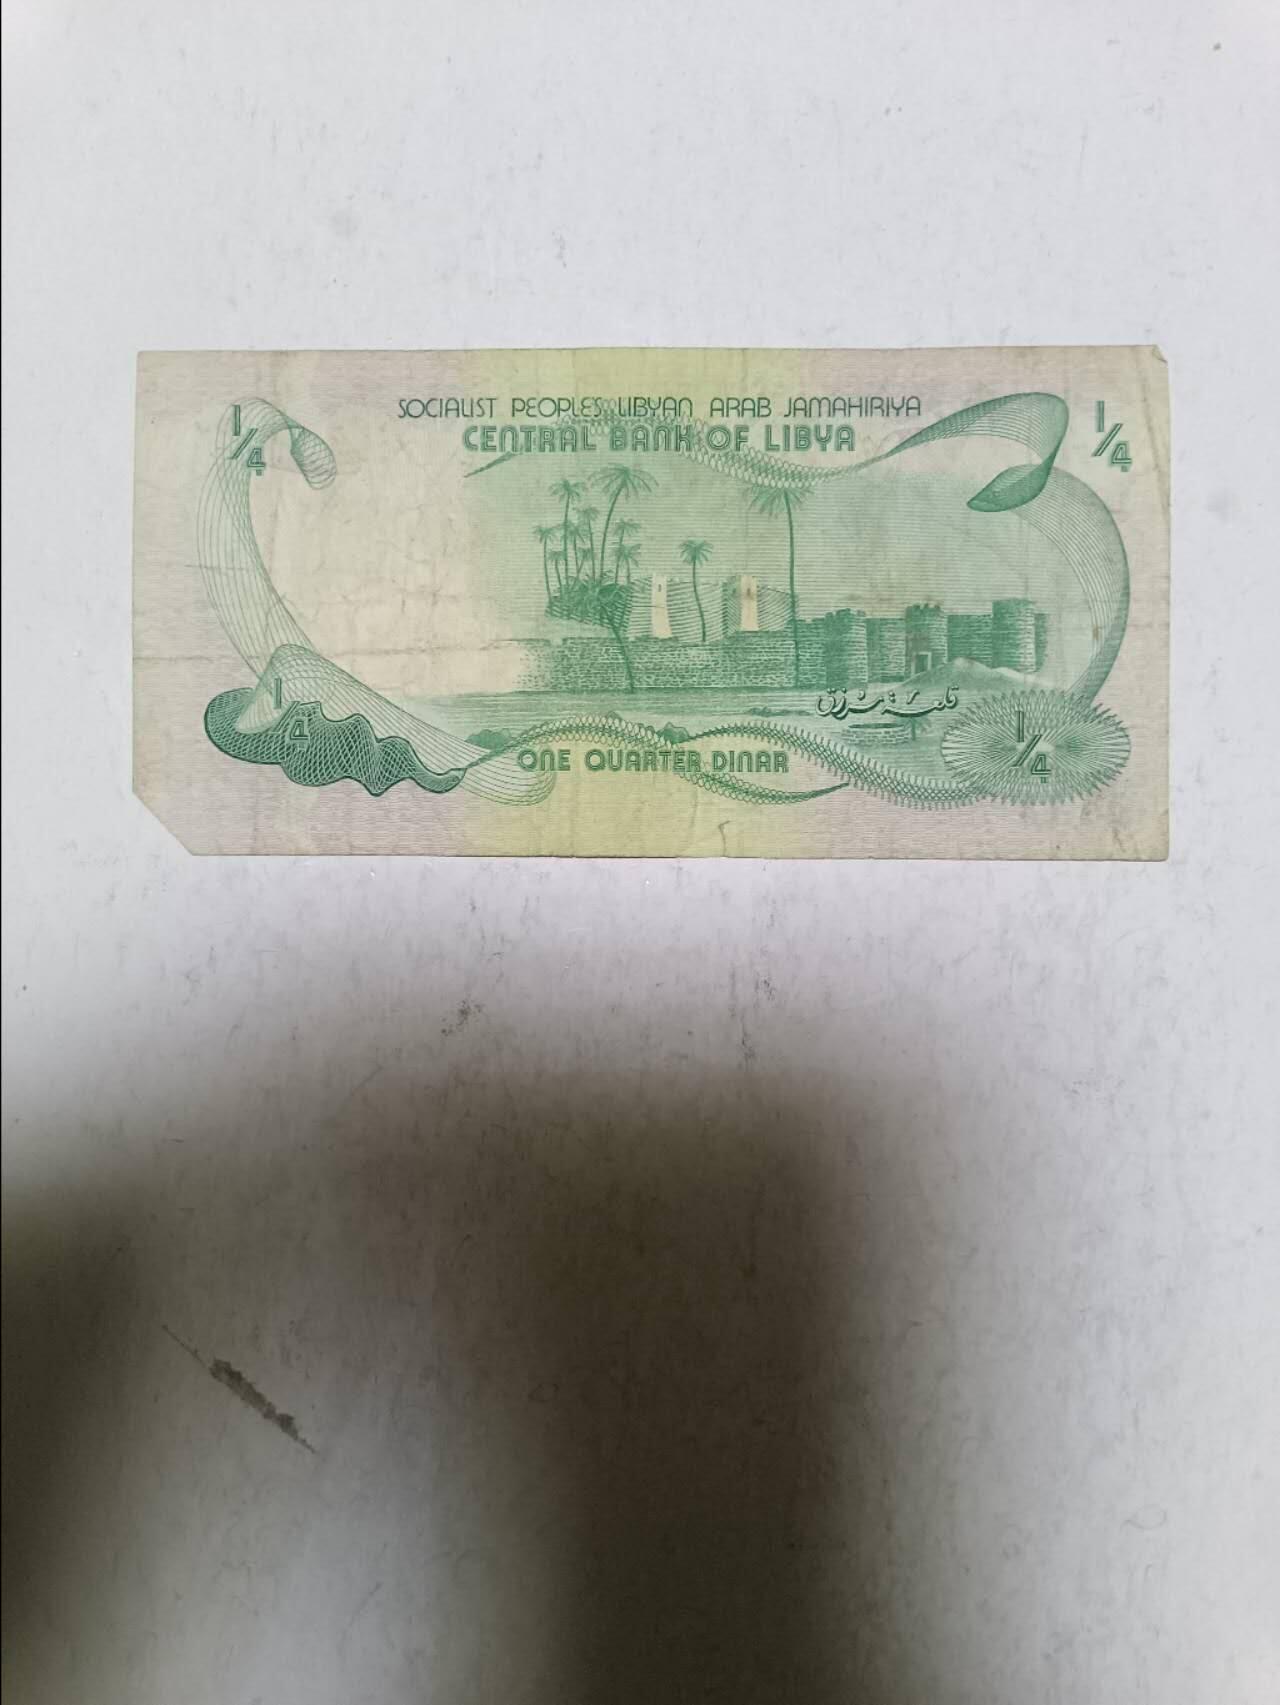 SOCIALIST PEOPLE'S LIBYAN ARAB JAMAHIRIYA
1/4
CENTRAL BANK OF LIBYA
1/4
قلعة مرزق
1/4
ONE QUARTER DINAR
1/4